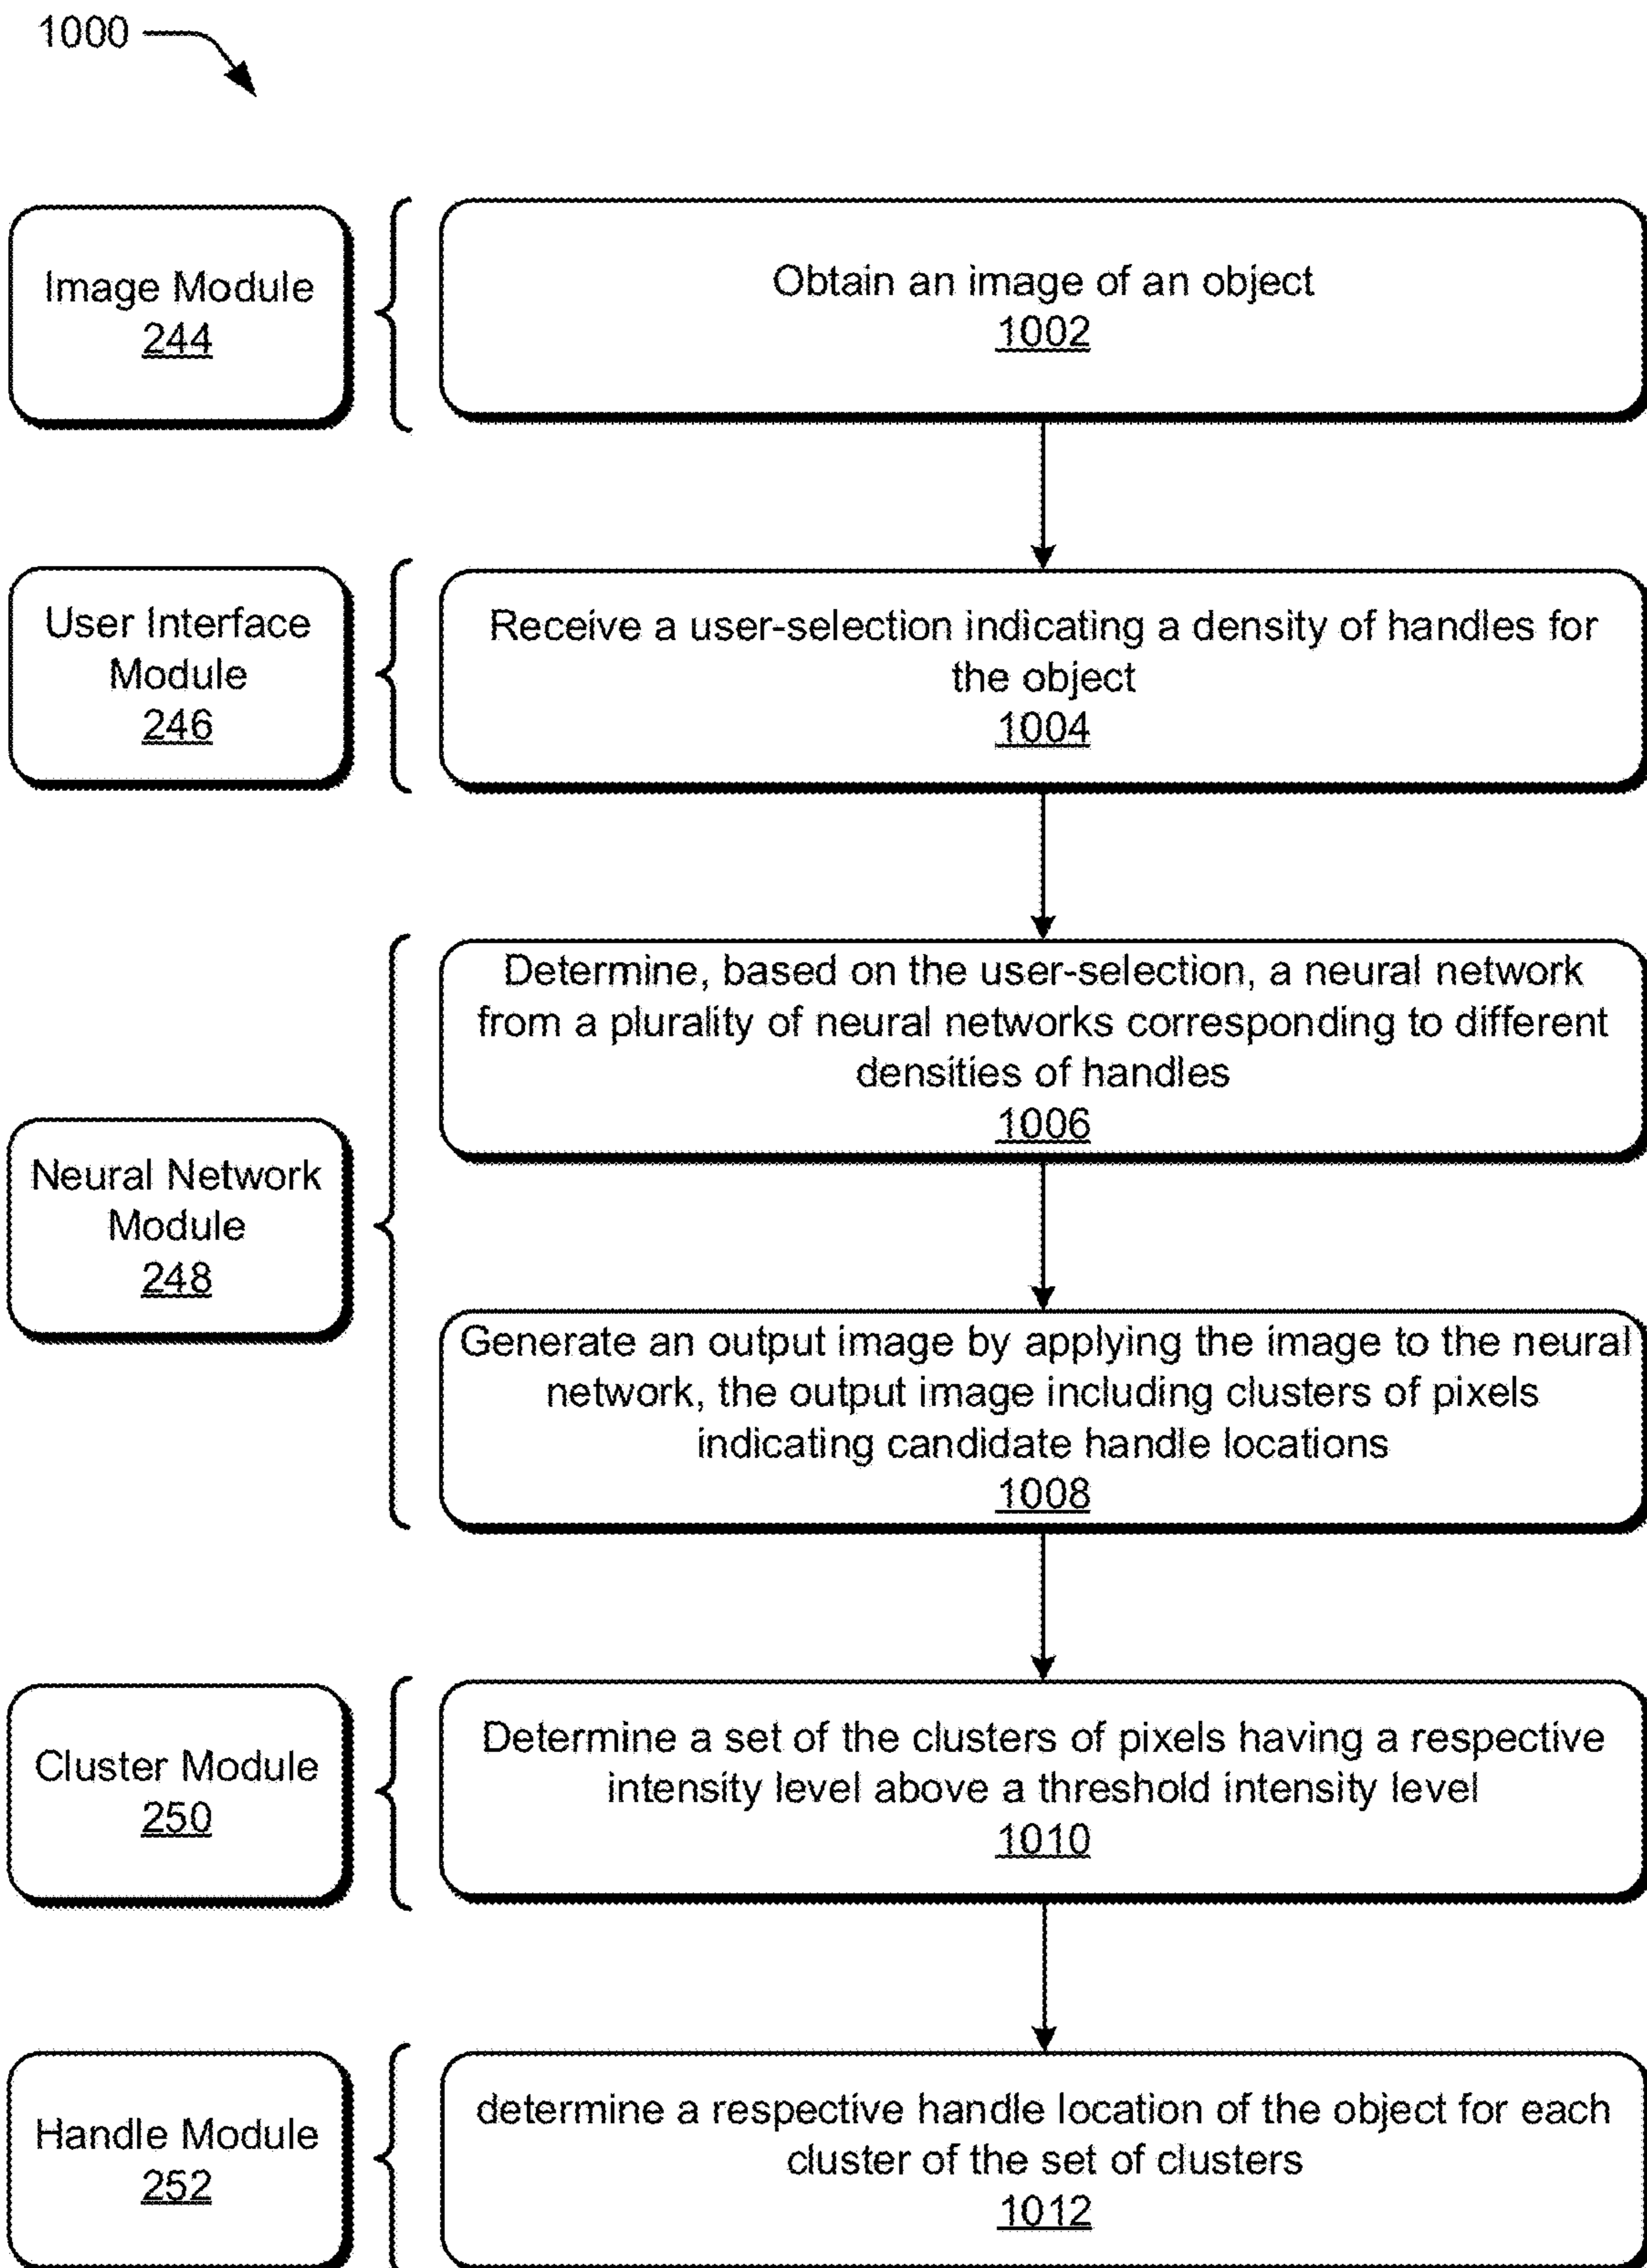 1000
Image Module
244
Obtain an image of an object
1002
User Interface
Module
246
Receive a user-selection indicating a density of handles for
the object
1004
Neural Network
Module
248
Determine, based on the user-selection, a neural network
from a plurality of neural networks corresponding to different
densities of handles
1006
Generate an output image by applying the image to the neural
network, the output image including clusters of pixels
indicating candidate handle locations
1008
Cluster Module
250
Determine a set of the clusters of pixels having a respective
intensity level above a threshold intensity level
1010
Handle Module
252
determine a respective handle location of the object for each
cluster of the set of clusters
1012